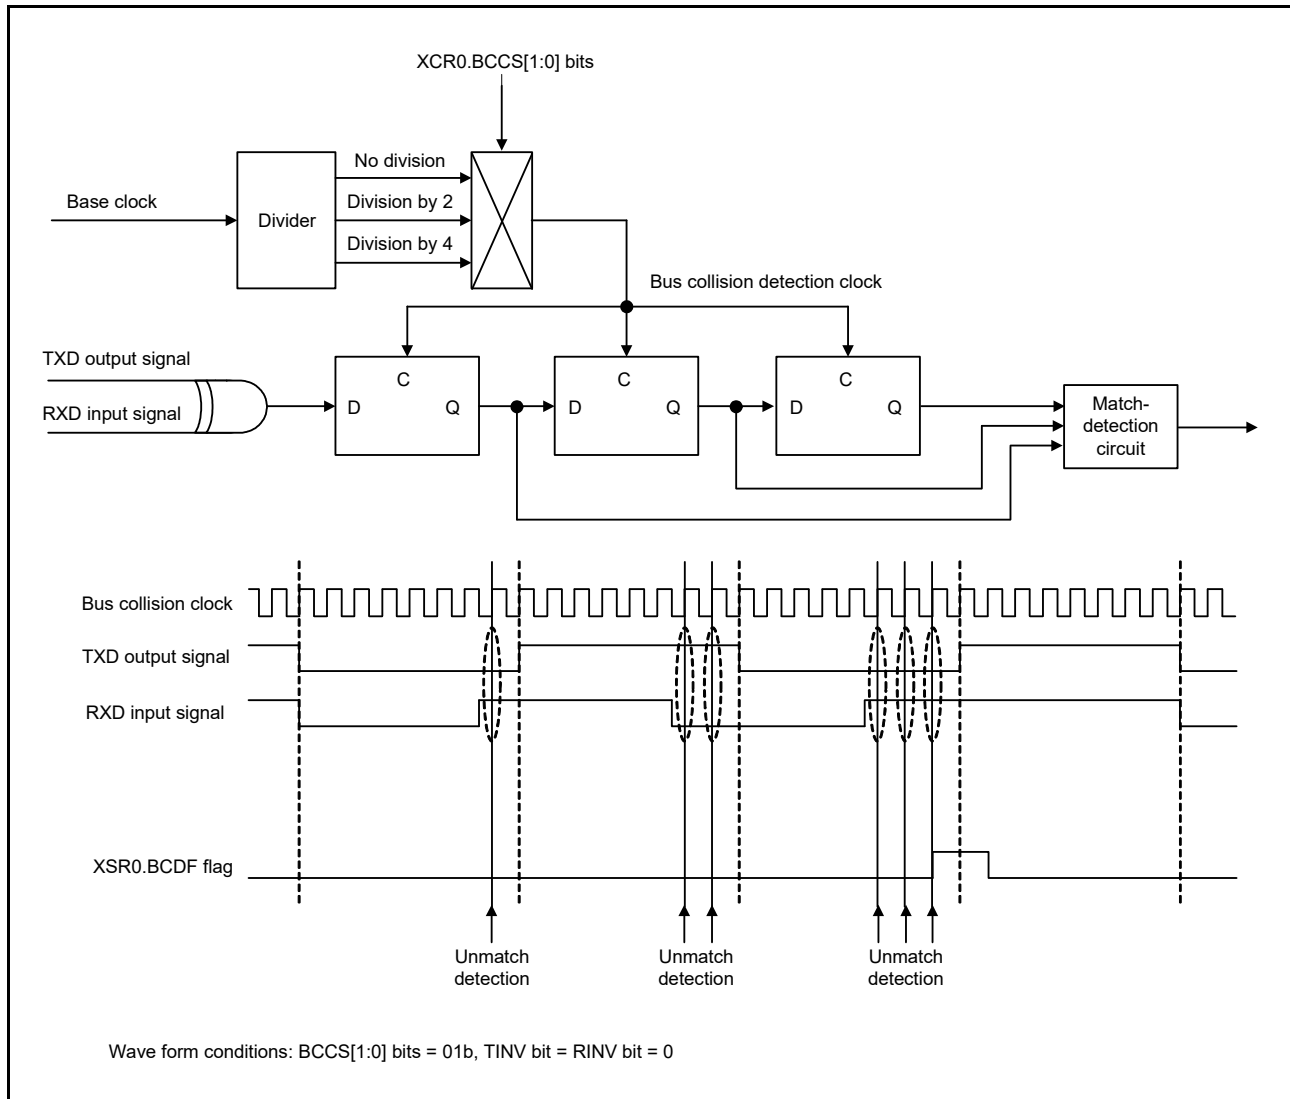 XCR0.BCCS[1:0] bits
No division
Base clock
Division by 2
Divider
Division by 4
Bus collision detection clock
TXD output signal
RXD input signal
C
D
Q
C
D
Q
C
D
Q
Match-
detection
circuit
Bus collision clock
TXD output signal
RXD input signal
XSR0.BCDF flag
Unmatch
detection
Unmatch
detection
Unmatch
detection
Wave form conditions: BCCS[1:0] bits = 01b, TINV bit = RINV bit = 0